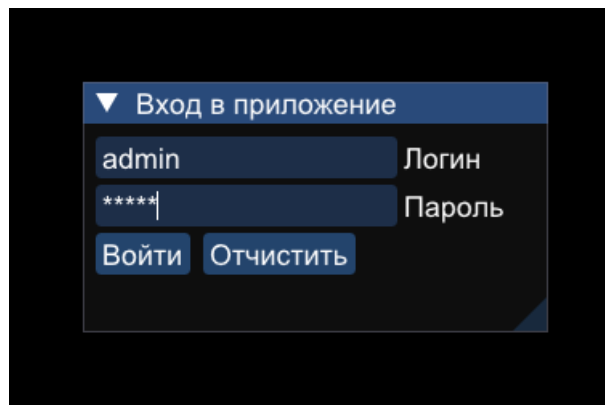 Вход в приложение
admin Логин
***** Пароль
Войти Отчистить